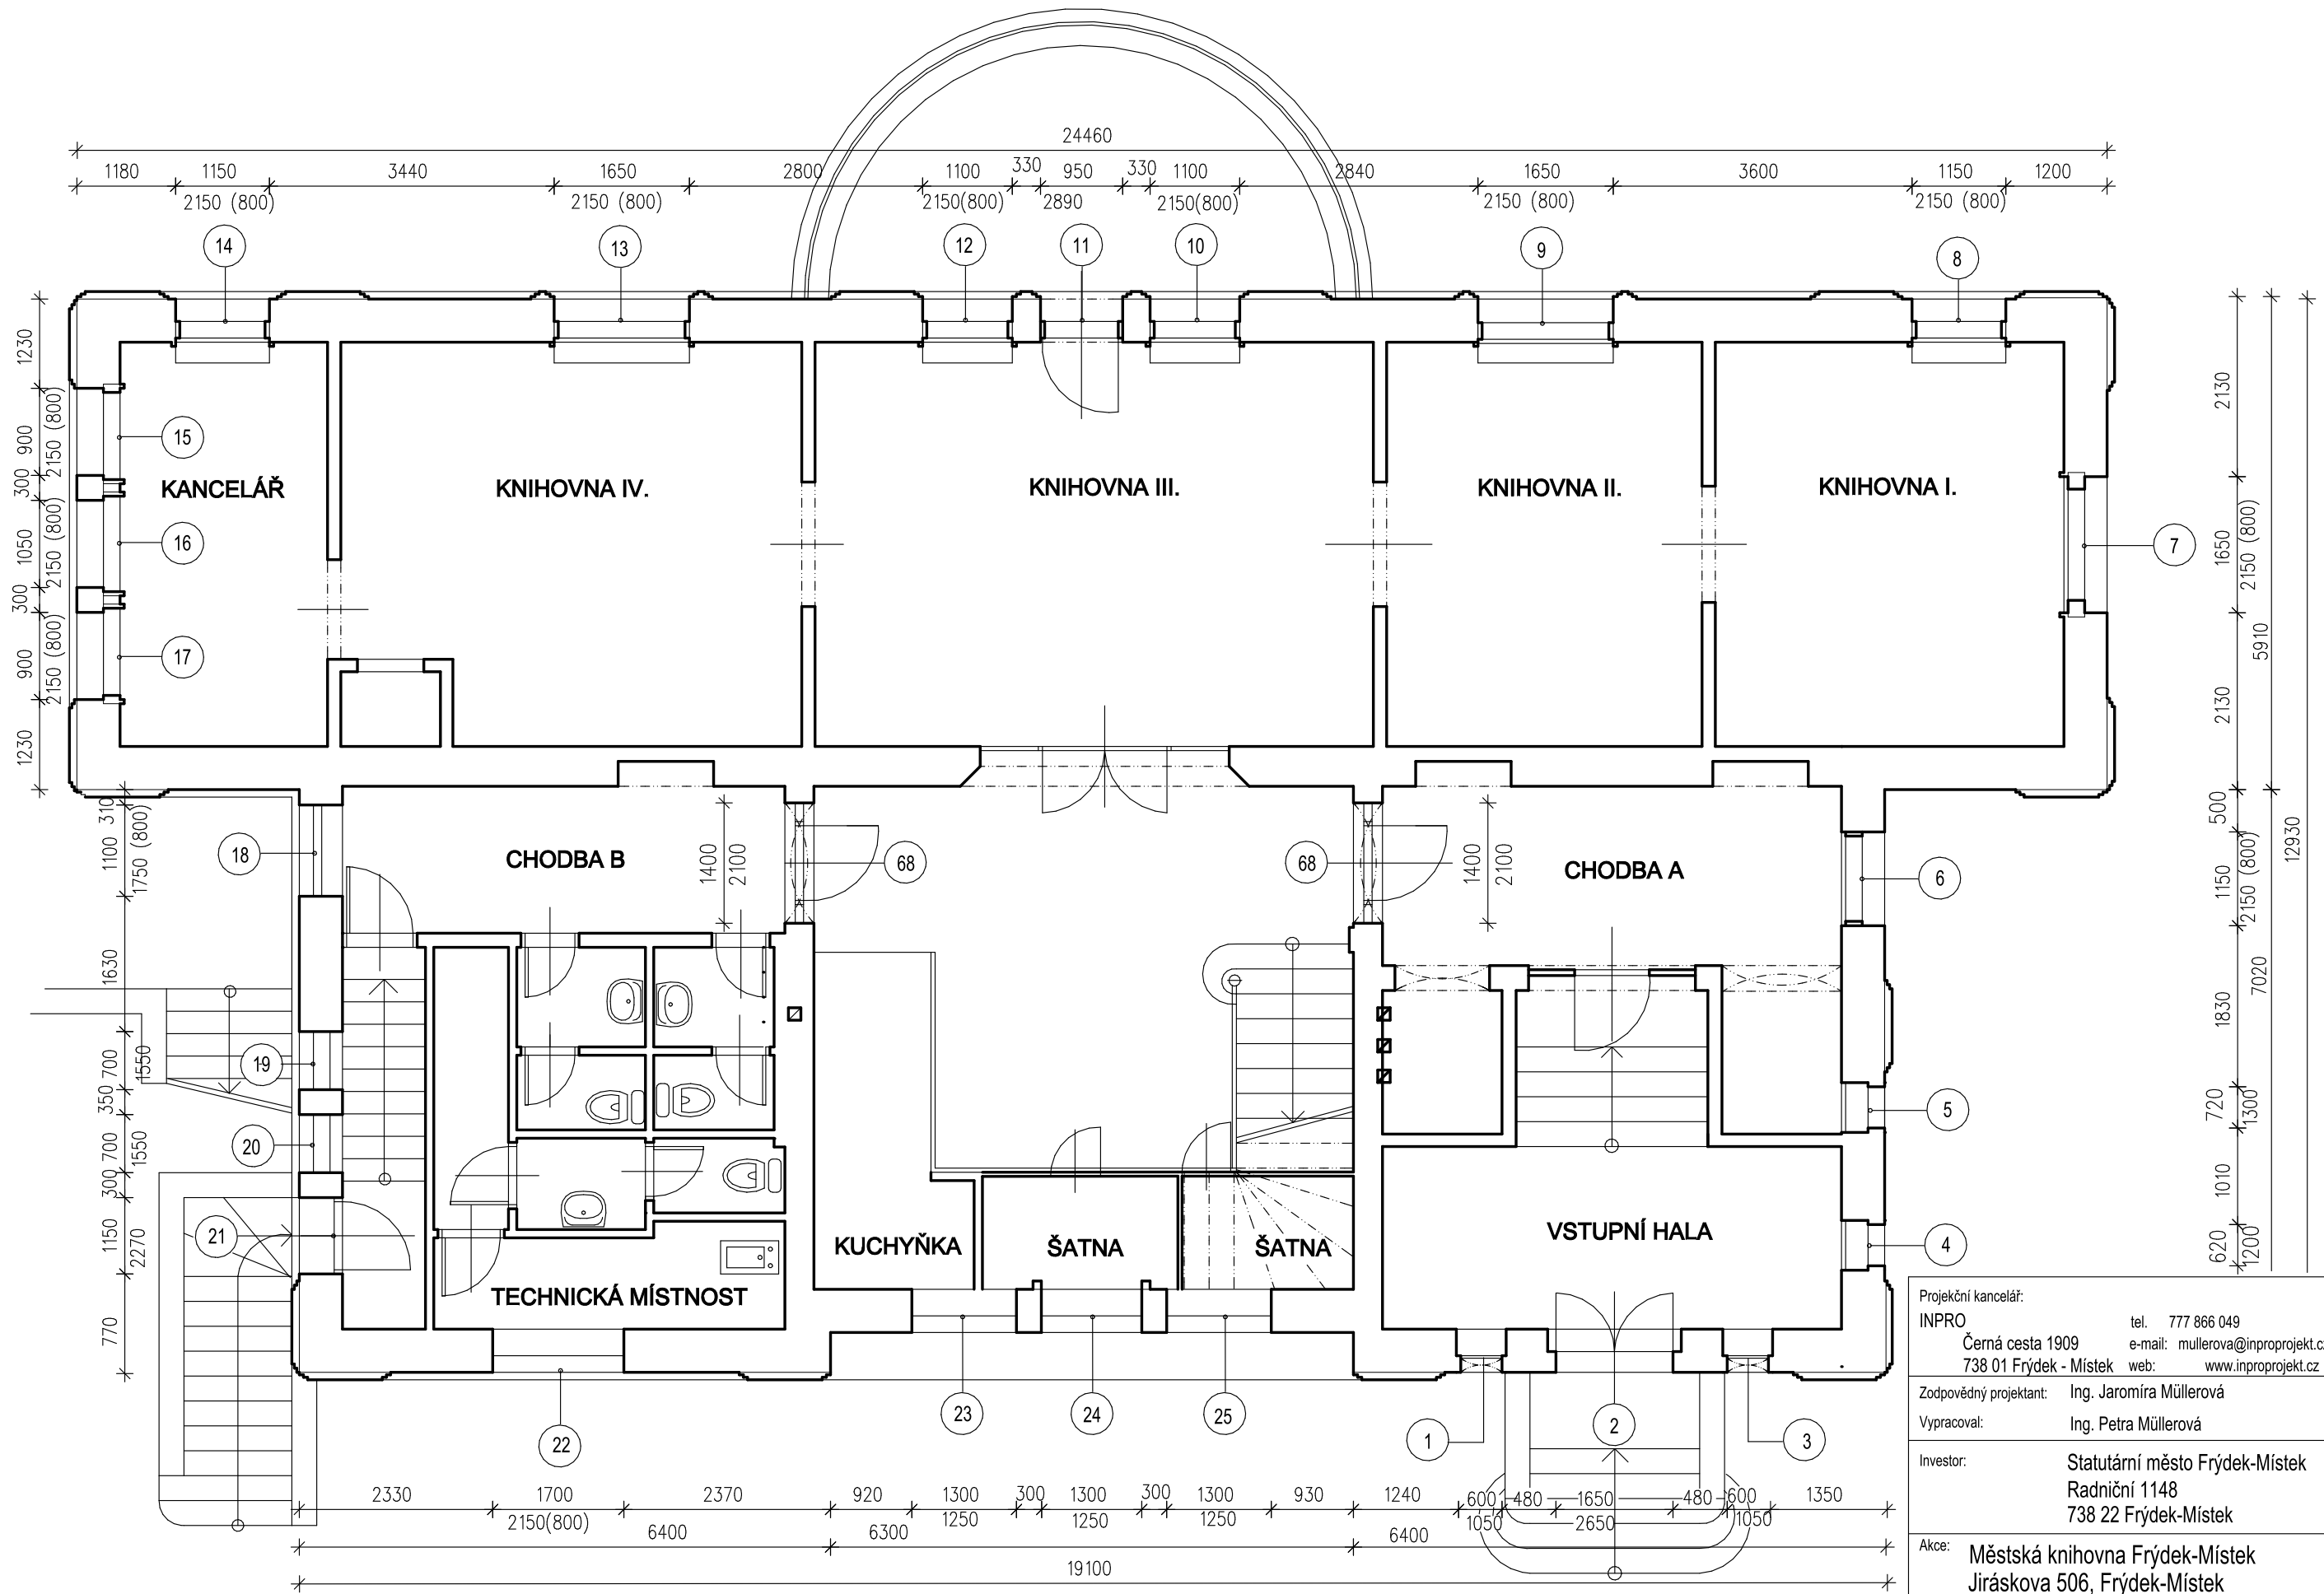 24460
1180 1150 3440 1650 2800 1100 330 950 330 1100 2840 1650 3600 1150 1200
2150 (800) 2150 (800) 2150(800) 2890 2150(800) 2150 (800) 2150 (800)
14 13 12 11 10 9 8
1230
900
2150 (800)
300
1050
2150 (800)
300
900
2150 (800)
1230
15
16
17
KANCELÁŘ KNIHOVNA IV. KNIHOVNA III. KNIHOVNA II. KNIHOVNA I.
7
2130
1650
2150 (800)
2130
5910
12930
310
1100
1750 (800)
1630
700
1550
350
700
1550
300
1150
2270
770
18
19
20
21
CHODBA B
1400
2100
68
68
1400
2100
CHODBA A
6
5
4
500
1150
2150 (800)
1830
720
1300
1010
620
1200
7020
KUCHYŇKA ŠATNA ŠATNA VSTUPNÍ HALA
TECHNICKÁ MÍSTNOST
22 23 24 25 1 2 3
2330 1700 2370 920 1300 300 1300 300 1300 930 1240 600 480 1650 480 600 1350
2150(800) 1250 1250 1250 1050 2650 1050
6400 6300 6400
19100
Projekční kancelář:
INPRO tel. 777 866 049
Černá cesta 1909 e-mail: mullerova@inproprojekt.cz
738 01 Frýdek - Místek web: www.inproprojekt.cz
Zodpovědný projektant: Ing. Jaromíra Müllerová
Vypracoval: Ing. Petra Müllerová
Investor: Statutární město Frýdek-Místek
Radniční 1148
738 22 Frýdek-Místek
Akce: Městská knihovna Frýdek-Místek
Jiráskova 506, Frýdek-Místek